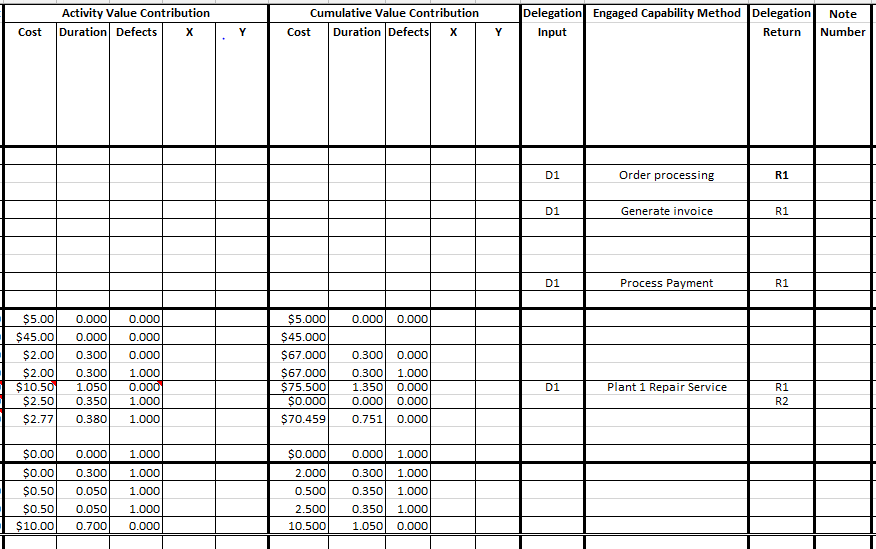 Activity Value Contribution Cumulative Value Contribution Delegation Engaged Capability Method Delegation Note
Cost Duration Defects X Y Cost Duration Defects X Y Input Return Number
D1 Order processing R1
D1 Generate invoice R1
D1 Process Payment R1
$5.00 0.000 0.000 $5.000 0.000 0.000
$45.00 0.000 0.000 $45.000
$2.00 0.300 0.000 $67.000 0.300 0.000
$2.00 0.300 1.000 $67.000 0.300 1.000
$10.50 1.050 0.000 $75.500 1.350 0.000 D1 Plant 1 Repair Service R1
$2.50 0.350 1.000 $0.000 0.000 0.000 R2
$2.77 0.380 1.000 $70.459 0.751 0.000
$0.00 0.000 1.000 $0.000 0.000 1.000
$0.00 0.300 1.000 2.000 0.300 1.000
$0.50 0.050 1.000 0.500 0.350 1.000
$0.50 0.050 1.000 2.500 0.350 1.000
$10.00 0.700 0.000 10.500 1.050 0.000